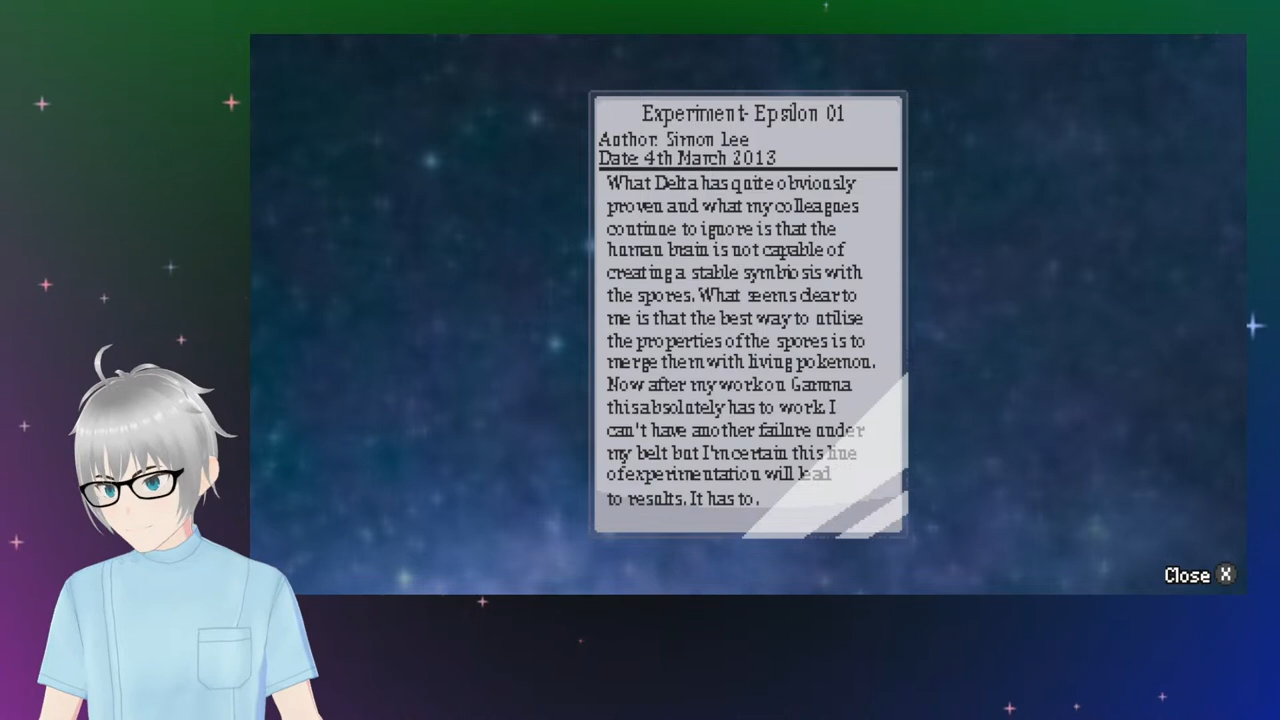 Experiment- Epsilon 01
Author: Simon Lee
Date: 4th March 2013
What Delta has quite obviously
proven and what my colleagues
continue to ignore is that the
human brain is not capable of
creating a stable symbiosis with
the spores. What seems clear to
me is that the best way to utilise
the properties of the spores is to
merge them with living pokemon.
Now after my work on Gamma
this absolutely has to work. I
can't have another failure under
my belt but I'm certain this line
of experimentation will lead
to results. It has to.
Close X